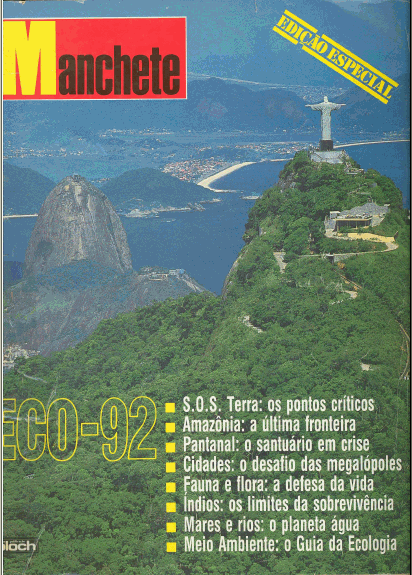 Manchete
EDIÇÃO ESPECIAL
ECO-92
S.O.S. Terra: os pontos críticos
Amazônia: a última fronteira
Pantanal: o santuário em crise
Cidades: o desafio das megalópoles
Fauna e flora: a defesa da vida
Índios: os limites da sobrevivência
Mares e rios: o planeta água
Meio Ambiente: o Guia da Ecologia
bloch